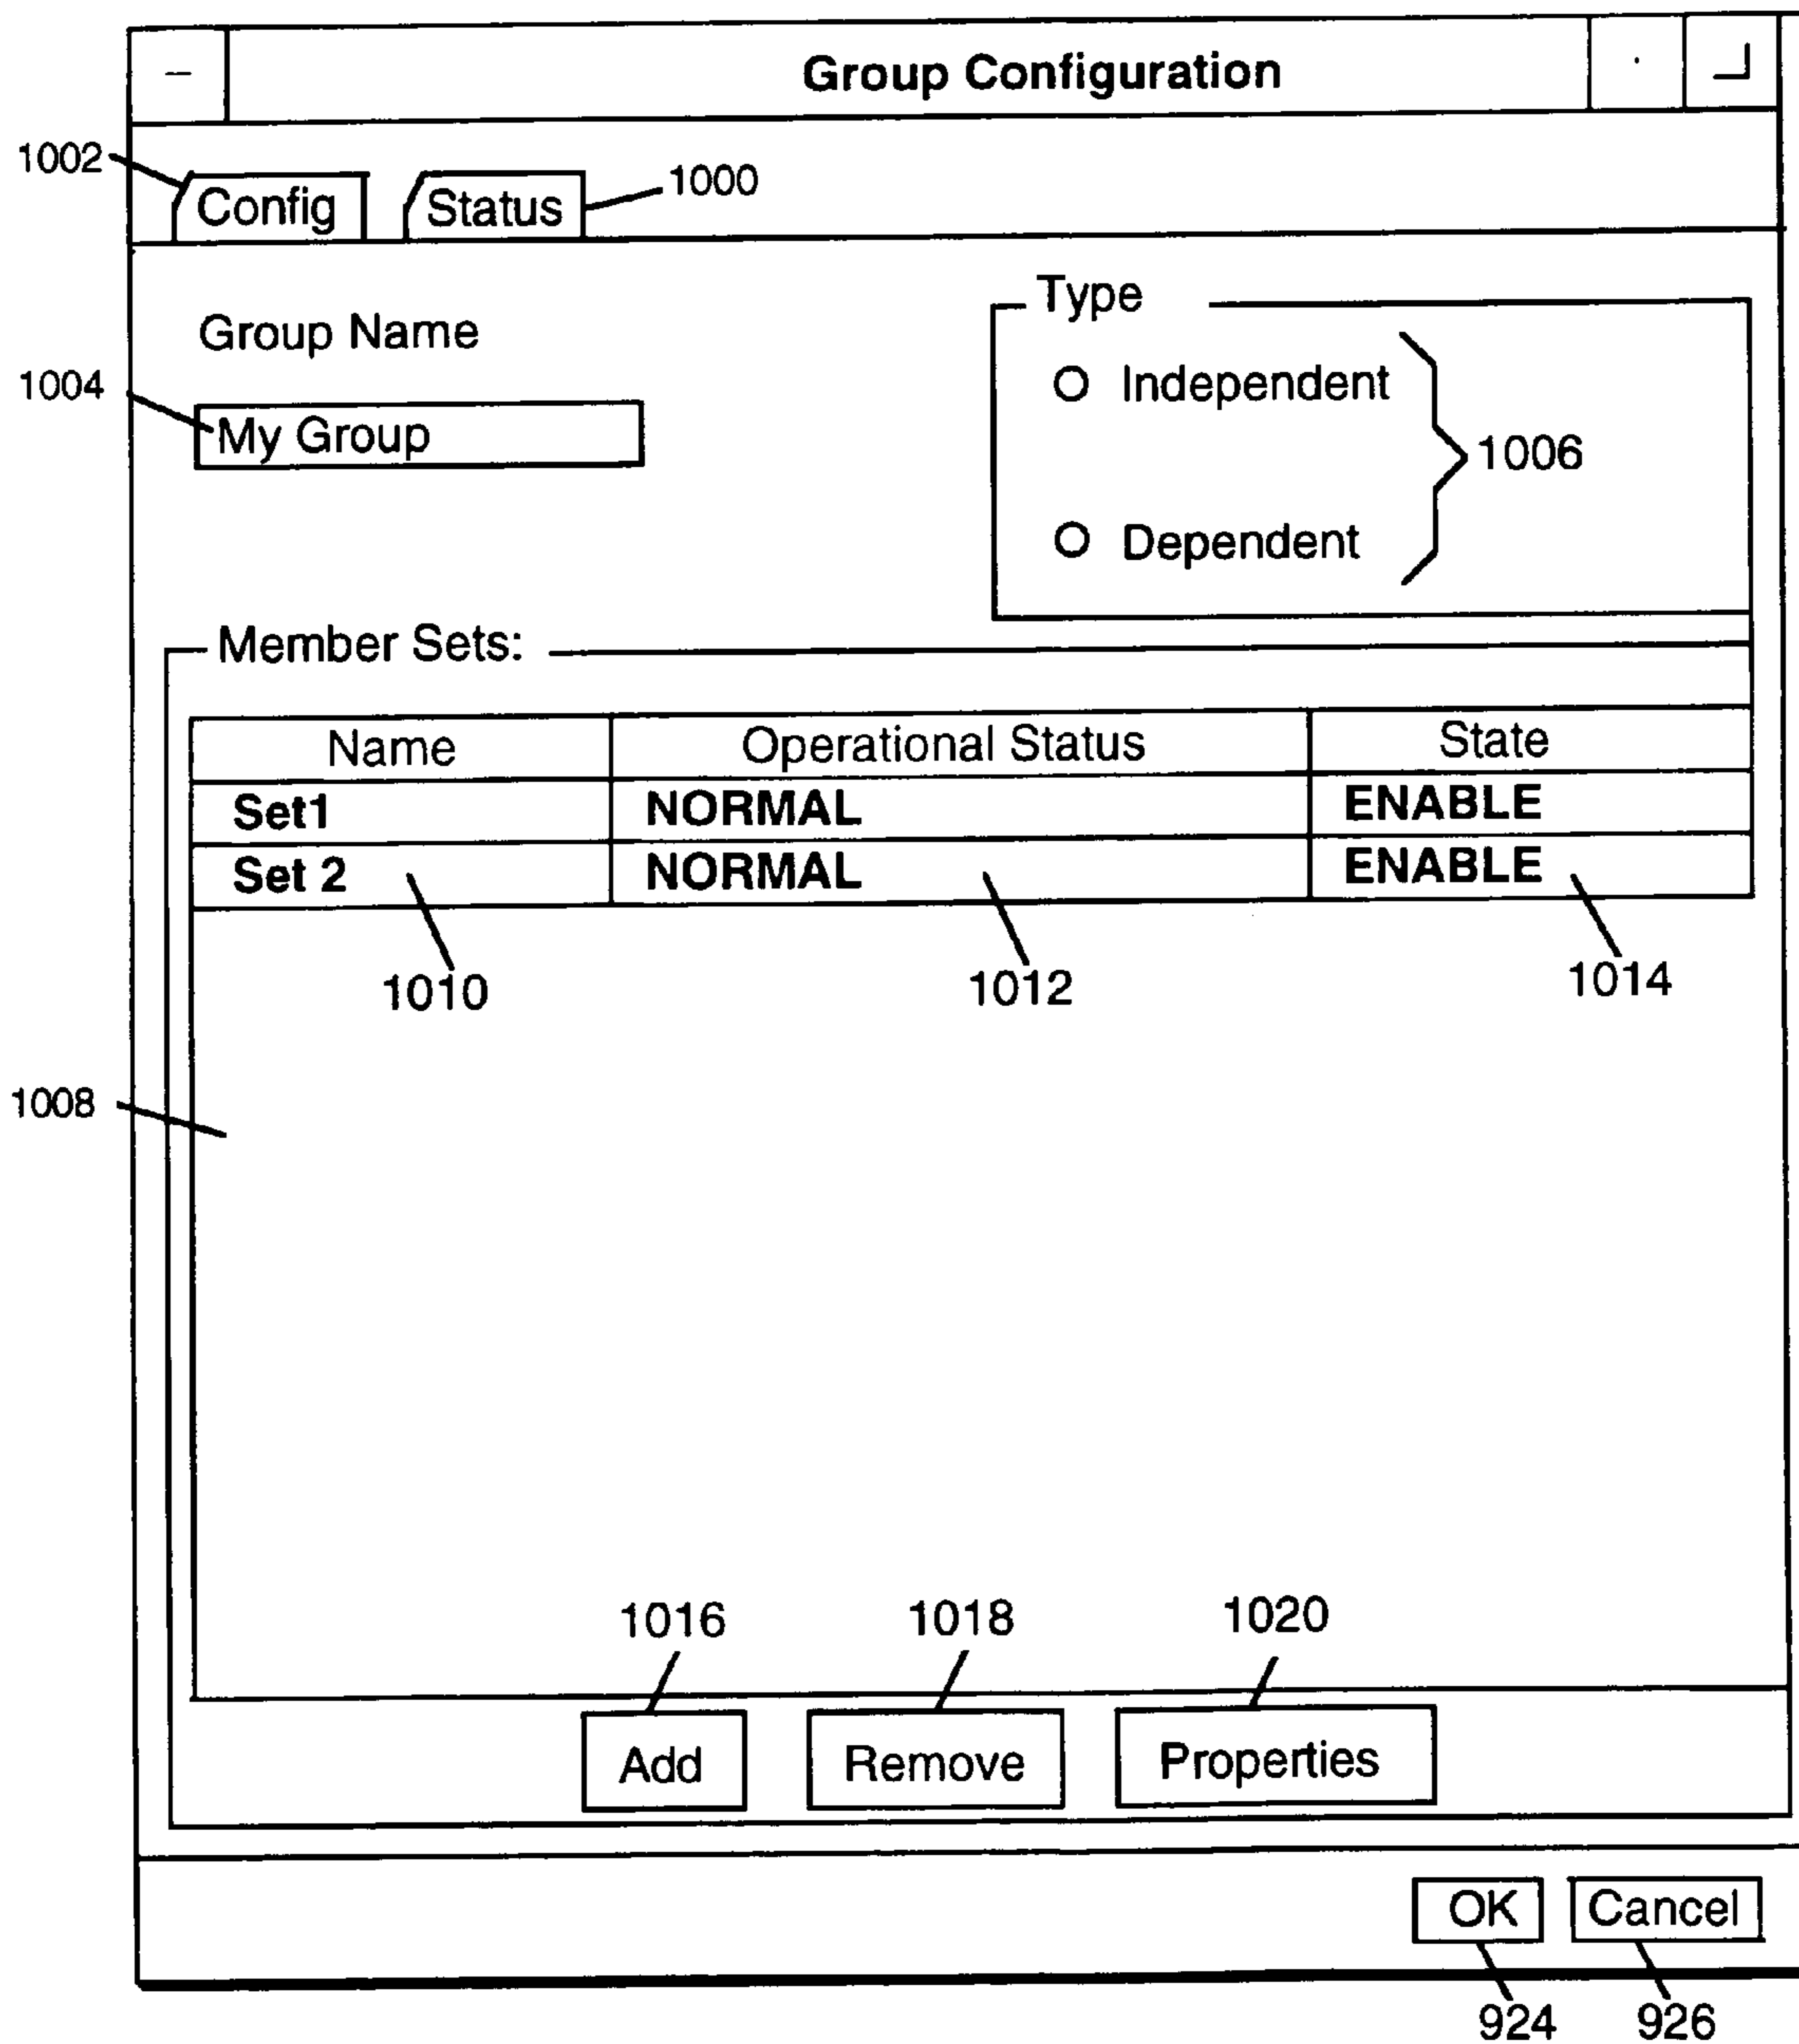 Group Configuration
1002
Config
Status
1000
Group Name
1004
My Group
Type
Independent
Dependent
1006
Member Sets:
Name Operational Status State
Set1 NORMAL ENABLE
Set 2 NORMAL ENABLE
1010 1012 1014
1008
1016 1018 1020
Add Remove Properties
OK Cancel
924 926